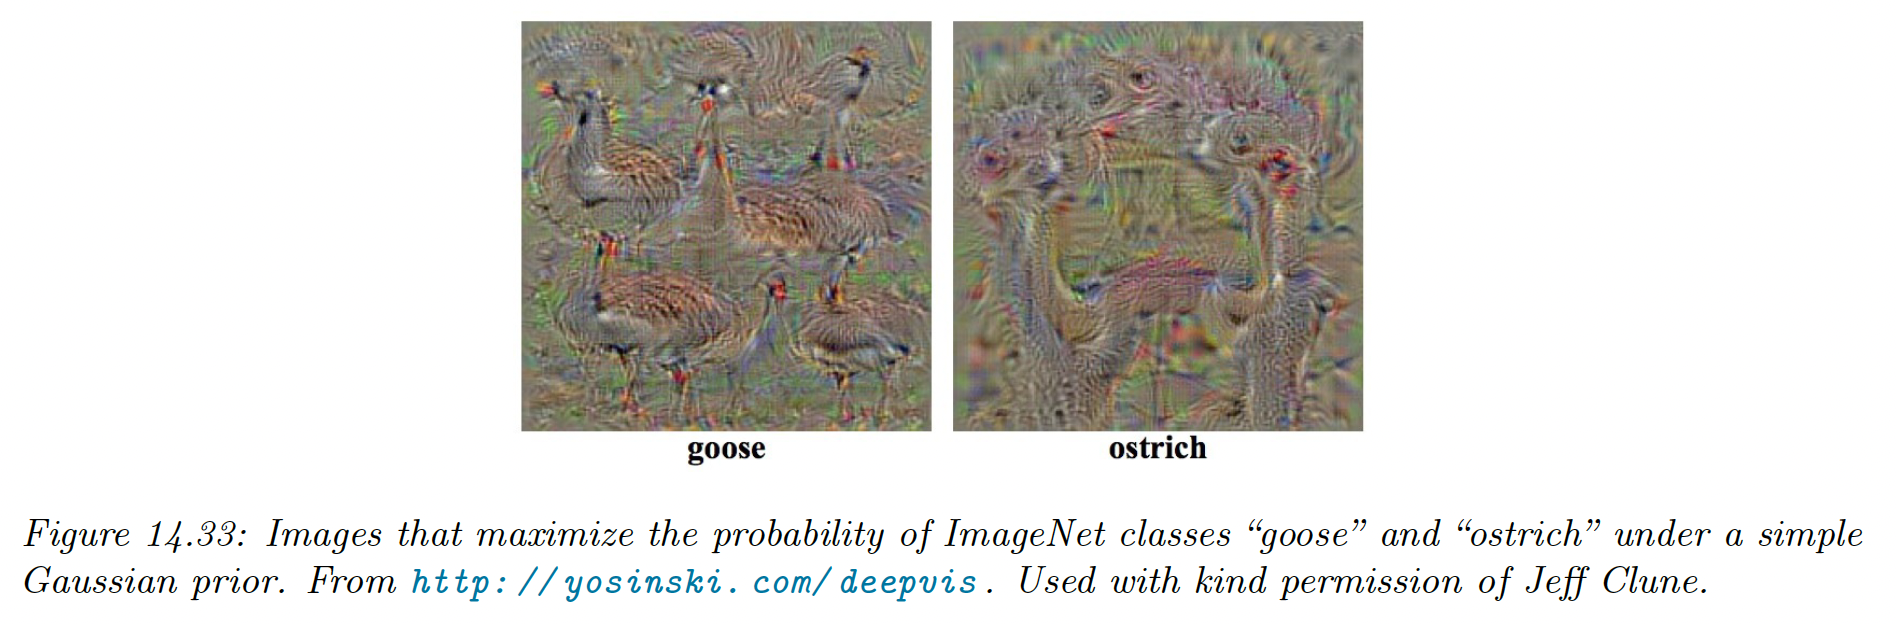 goose
ostrich
Figure 14.33: Images that maximize the probability of ImageNet classes “goose” and “ostrich” under a simple
Gaussian prior. From http://yosinski.com/deepvis. Used with kind permission of Jeff Clune.